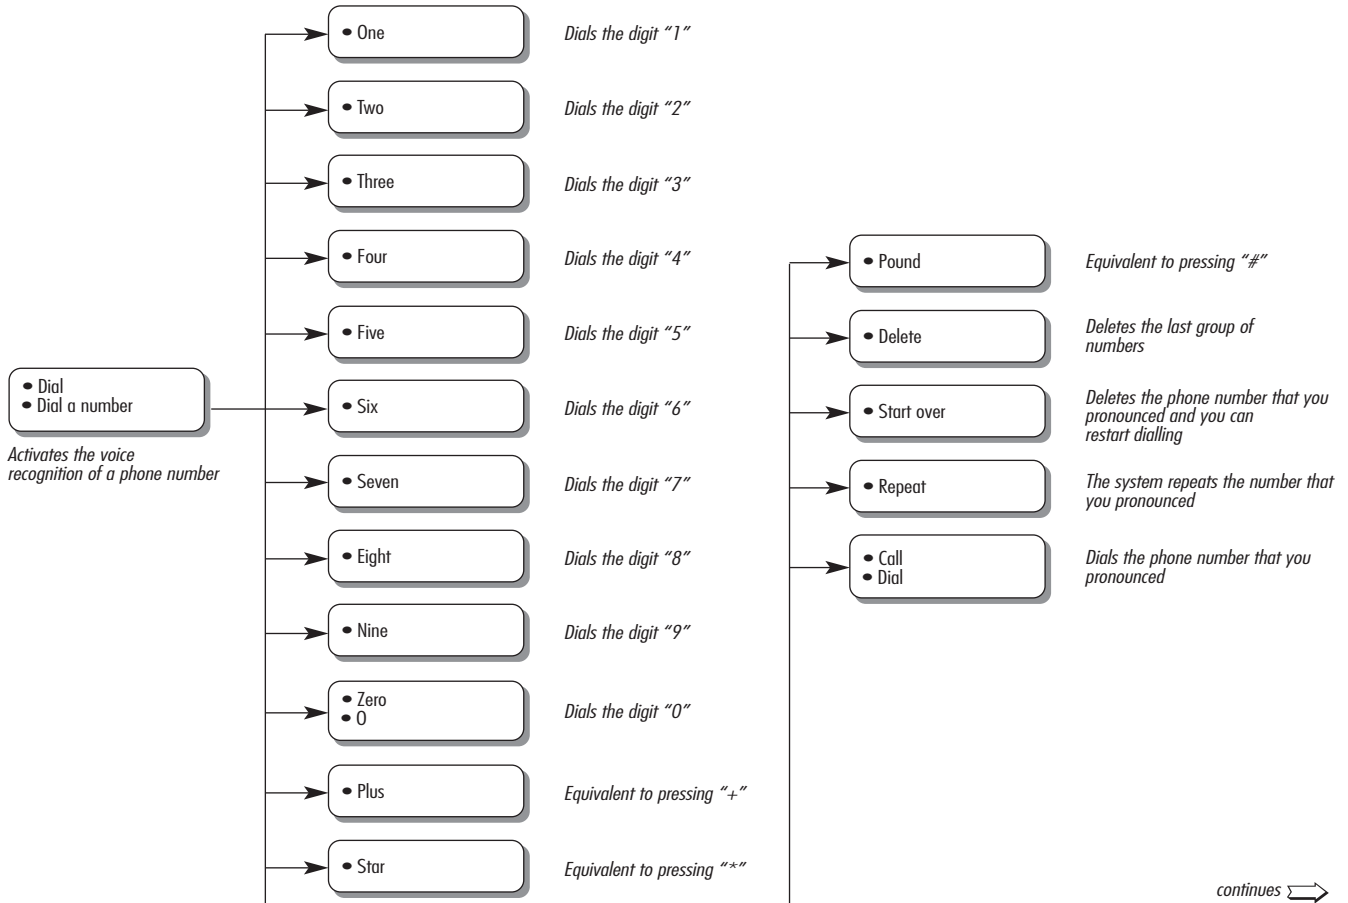 • Dial
• Dial a number
Activates the voice
recognition of a phone number
• One
Dials the digit “1”
• Two
Dials the digit “2”
• Three
Dials the digit “3”
• Four
Dials the digit “4”
• Five
Dials the digit “5”
• Six
Dials the digit “6”
• Seven
Dials the digit “7”
• Eight
Dials the digit “8”
• Nine
Dials the digit “9”
• Zero
• O
Dials the digit “0”
• Plus
Equivalent to pressing “+”
• Star
Equivalent to pressing “*”
• Pound
Equivalent to pressing “#”
• Delete
Deletes the last group of
numbers
• Start over
Deletes the phone number that you
pronounced and you can
restart dialling
• Repeat
The system repeats the number that
you pronounced
• Call
• Dial
Dials the phone number that you
pronounced
continues